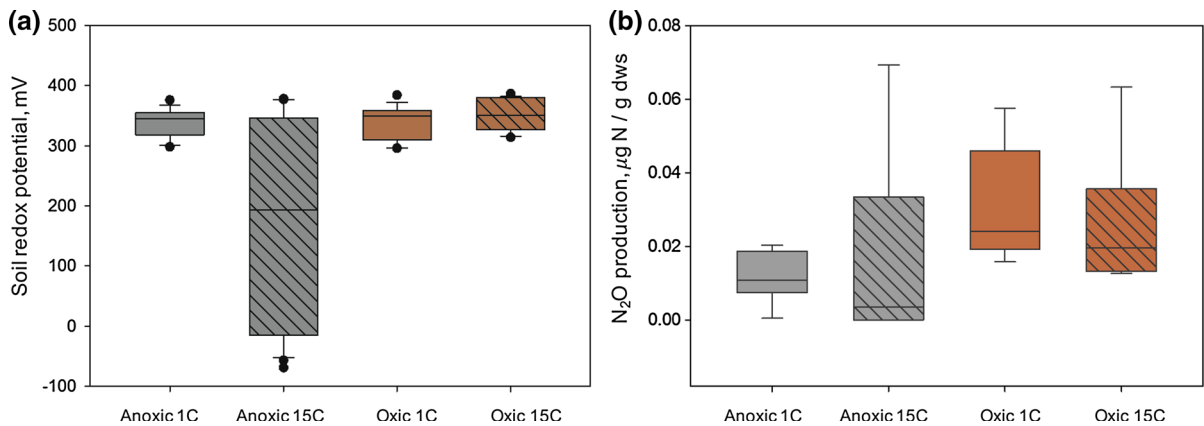 (a)
Soil redox potential, mV
500
400
300
200
100
0
-100
Anoxic 1C Anoxic 15C Oxic 1C Oxic 15C
(b)
N₂O production, μg N / g dws
0.08
0.06
0.04
0.02
0.00
Anoxic 1C Anoxic 15C Oxic 1C Oxic 15C